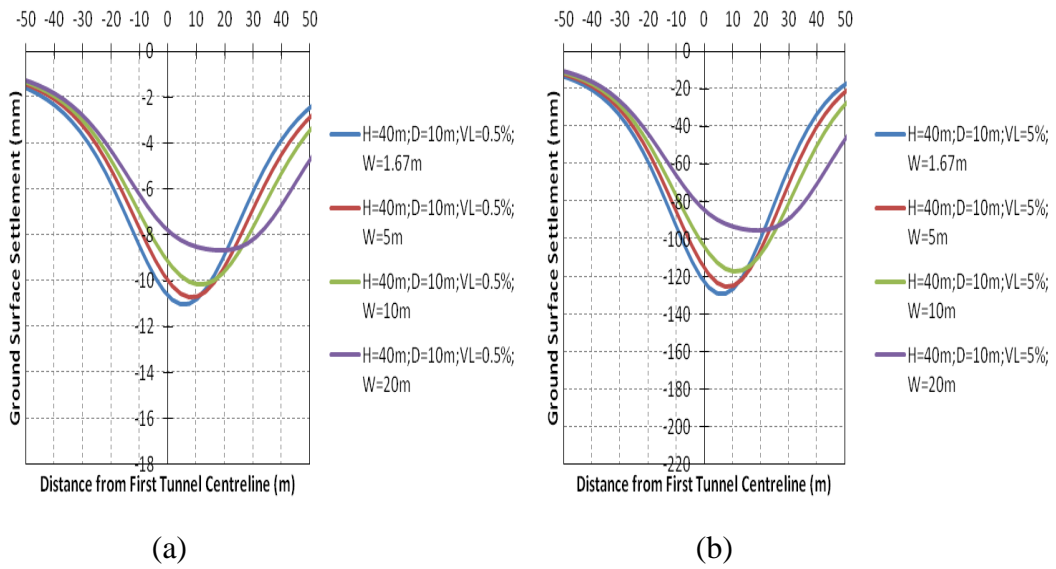 -50 -40 -30 -20 -10 0 10 20 30 40 50
-0
-2
-4
-6
-8
-10
-12
-14
-16
-18
Ground Surface Settlement (mm)
Distance from First Tunnel Centreline (m)
H=40m;D=10m;VL=0.5%;
W=1.67m
H=40m;D=10m;VL=0.5%;
W=5m
H=40m;D=10m;VL=0.5%;
W=10m
H=40m;D=10m;VL=0.5%;
W=20m
(a)
-50 -40 -30 -20 -10 0 10 20 30 40 50
-0
-20
-40
-60
-80
-100
-120
-140
-160
-180
-200
-220
Ground Surface Settlement (mm)
Distance from First Tunnel Centreline (m)
H=40m;D=10m;VL=5%;
W=1.67m
H=40m;D=10m;VL=5%;
W=5m
H=40m;D=10m;VL=5%;
W=10m
H=40m;D=10m;VL=5%;
W=20m
(b)